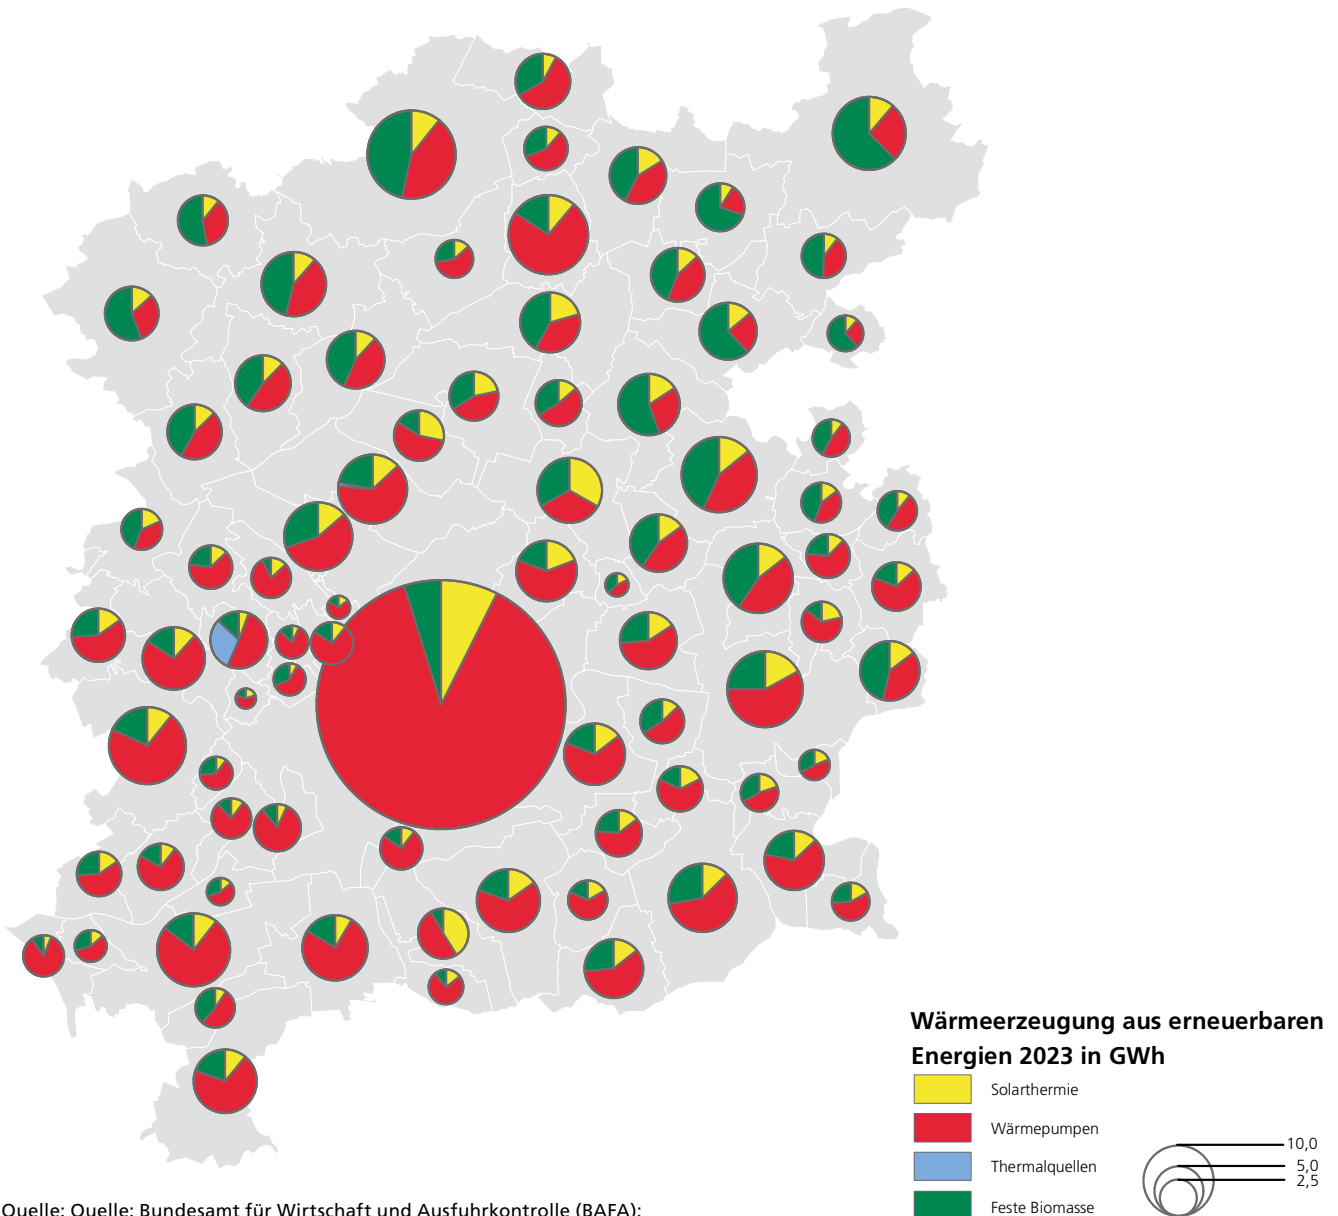 Wärmeerzeugung aus erneuerbaren
Energien 2023 in GWh
Solarthermie
Wärmepumpen
Thermalquellen
Feste Biomasse
10,0
5,0
2,5
Quelle: Quelle: Bundesamt für Wirtschaft und Ausfuhrkontrolle (BAFA);